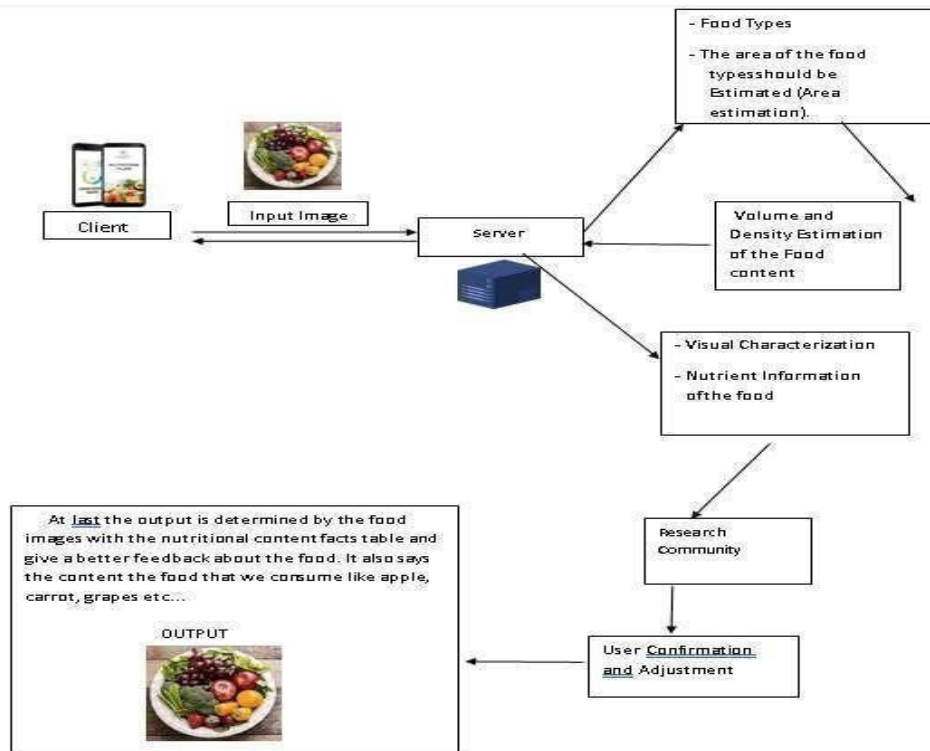 - Food Types
- The area of the food
typesshould be
Estimated (Area
estimation).
Client
Input Image
Server
Volume and
Density Estimation
of the Food
content
- Visual Characterization
- Nutrient Information
ofthe food
Research
Community
User Confirmation
and Adjustment
At last the output is determined by the food
images with the nutritional content facts table and
give a better feedback about the food. It also says
the content the food that we consume like apple,
carrot, grapes etc...
OUTPUT